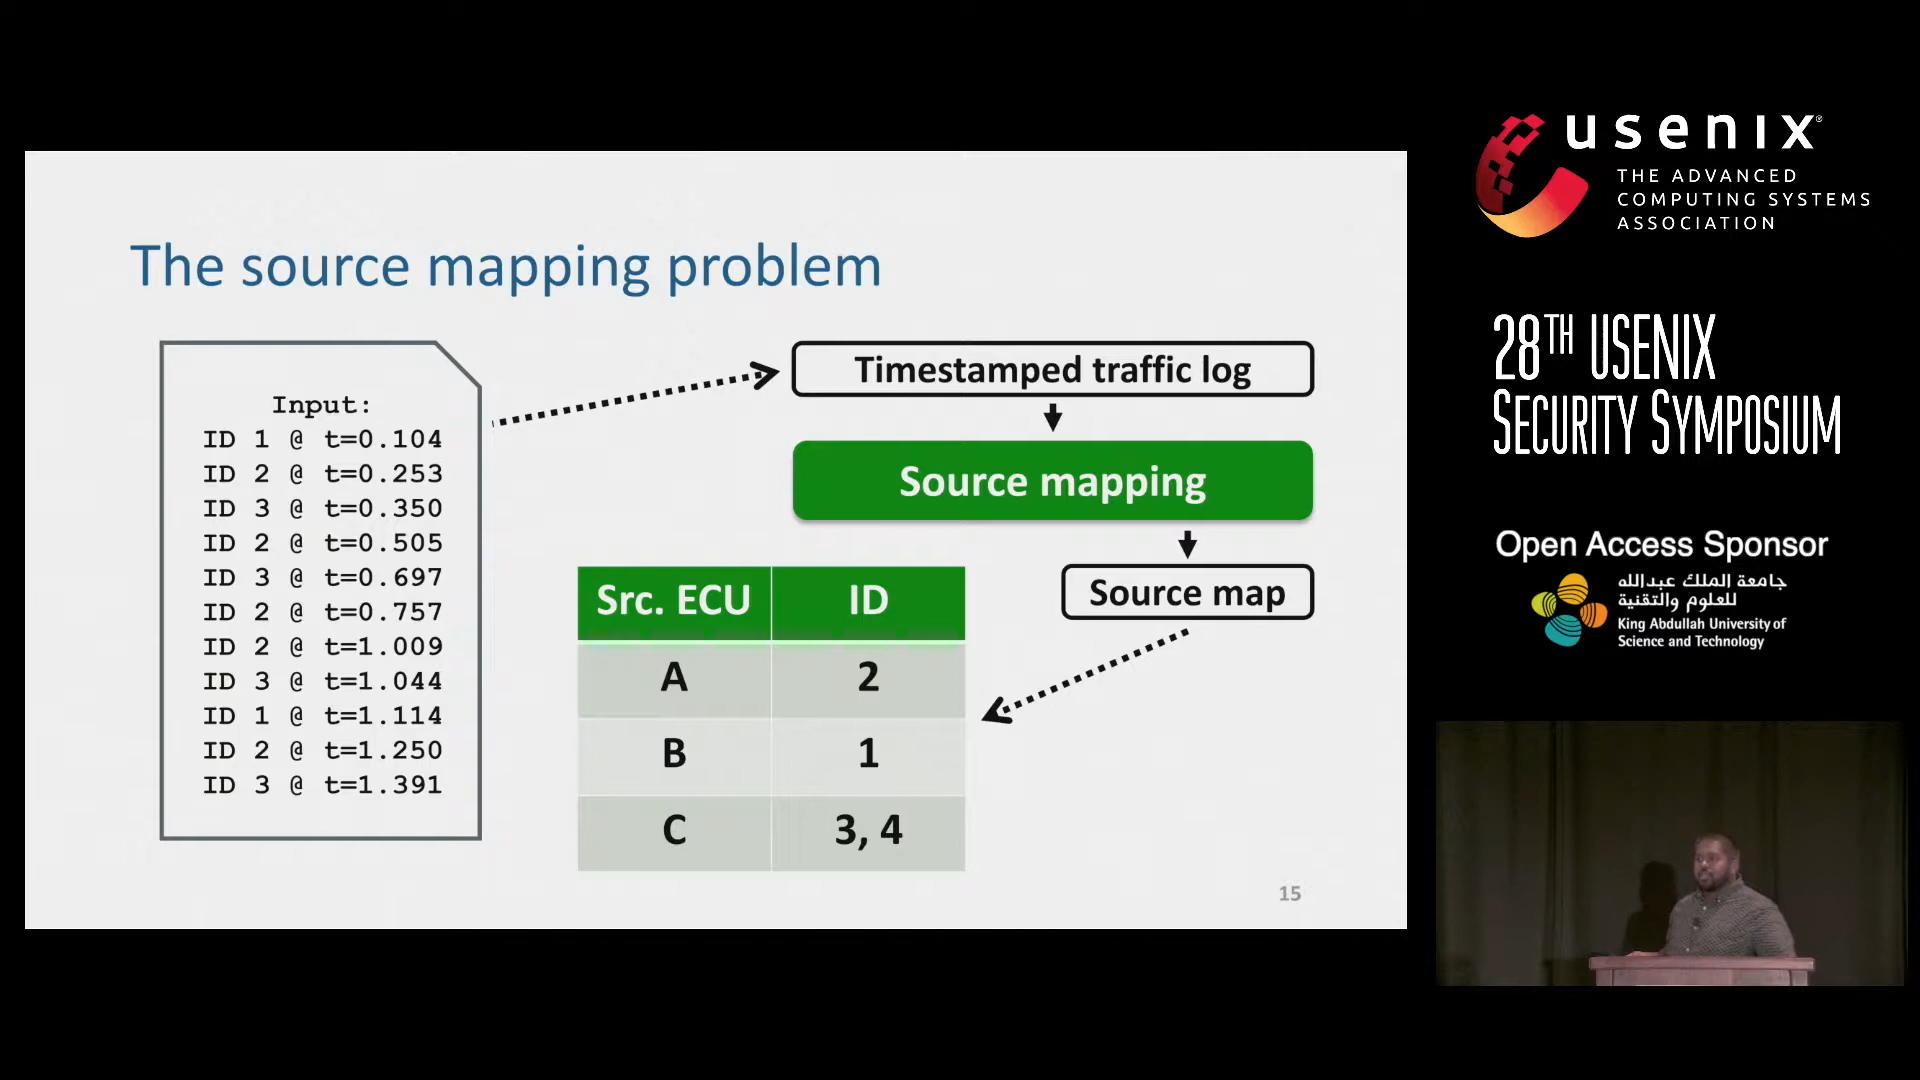 The source mapping problem
Input:
ID 1 @ t=0.104
ID 2 @ t=0.253
ID 3 @ t=0.350
ID 2 @ t=0.505
ID 3 @ t=0.697
ID 2 @ t=0.757
ID 2 @ t=1.009
ID 3 @ t=1.044
ID 1 @ t=1.114
ID 2 @ t=1.250
ID 3 @ t=1.391
Timestamped traffic log
Source mapping
Source map
Src. ECU ID
A 2
B 1
C 3, 4
15
usenix®
THE ADVANCED
COMPUTING SYSTEMS
ASSOCIATION
28TH USENIX
SECURITY SYMPOSIUM
Open Access Sponsor
جامعة الملك عبدالله
للعلوم والتقنية
King Abdullah University of
Science and Technology